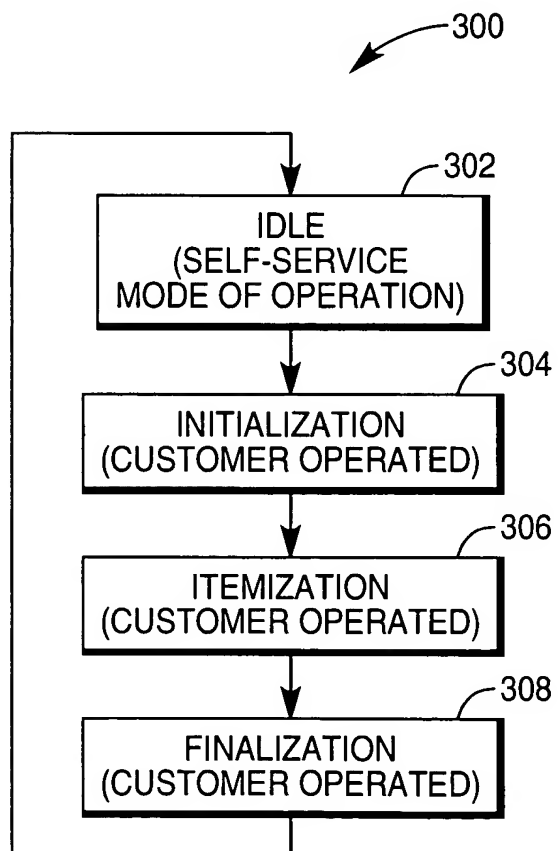 300
302
IDLE
(SELF-SERVICE
MODE OF OPERATION)
304
INITIALIZATION
(CUSTOMER OPERATED)
306
ITEMIZATION
(CUSTOMER OPERATED)
308
FINALIZATION
(CUSTOMER OPERATED)